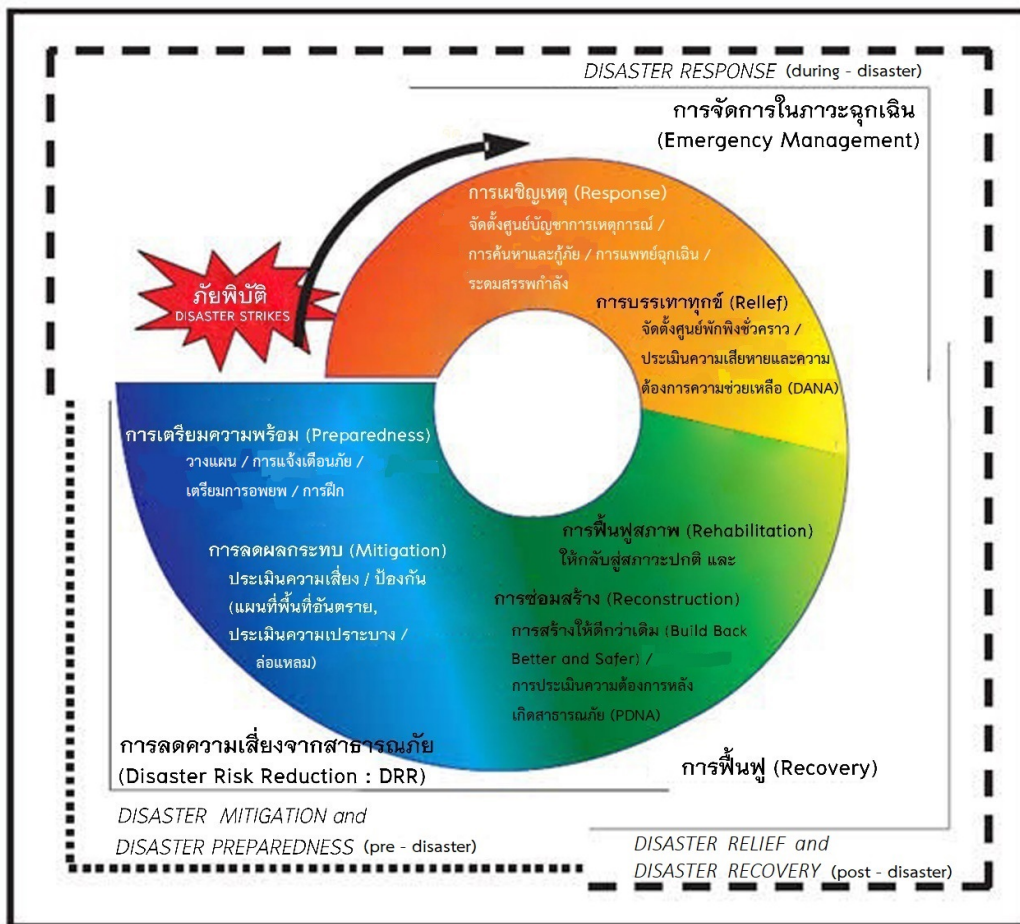 DISASTER RESPONSE (during - disaster)
การจัดการในภาวะฉุกเฉิน
(Emergency Management)
การเผชิญเหตุ (Response)
จัดตั้งศูนย์บัญชาการเหตุการณ์ /
การค้นหาและกู้ภัย / การแพทย์ฉุกเฉิน /
ระดมสรรพกำลัง
ภัยพิบัติ
DISASTER STRIKES
การบรรเทาทุกข์ (Rellef)
จัดตั้งศูนย์พักพิงชั่วคราว /
ประเมินความเสียหายและความ
ต้องการความช่วยเหลือ (DANA)
การเตรียมความพร้อม (Preparedness)
วางแผน / การแจ้งเตือนภัย /
เตรียมการอพยพ / การฝึก
การลดผลกระทบ (Mitigation)
ประเมินความเสี่ยง / ป้องกัน
(แผนที่พื้นที่อันตราย,
ประเมินความเปราะบาง /
ล่อแหลม)
การฟื้นฟูสภาพ (Rehabilitation)
ให้กลับสู่สภาวะปกติ และ
การซ่อมสร้าง (Reconstruction)
การสร้างให้ดีกว่าเดิม (Build Back
Better and Safer) /
การประเมินความต้องการหลัง
เกิดสาธารณภัย (PDNA)
การลดความเสี่ยงจากสาธารณภัย
(Disaster Risk Reduction : DRR)
การฟื้นฟู (Recovery)
DISASTER MITIGATION and
DISASTER PREPAREDNESS (pre - disaster)
DISASTER RELIEF and
DISASTER RECOVERY (post - disaster)